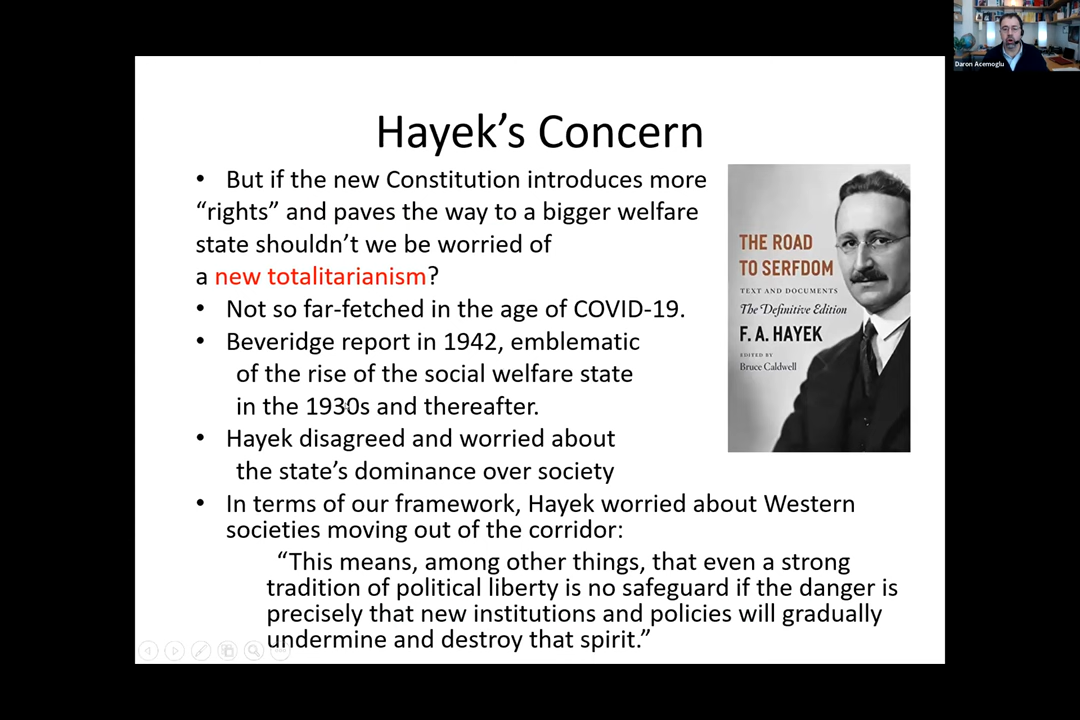 Daron Acemoglu
Hayek’s Concern
• But if the new Constitution introduces more
“rights” and paves the way to a bigger welfare
state shouldn’t we be worried of
a new totalitarianism?
• Not so far-fetched in the age of COVID-19.
• Beveridge report in 1942, emblematic
of the rise of the social welfare state
in the 1930s and thereafter.
• Hayek disagreed and worried about
the state’s dominance over society
• In terms of our framework, Hayek worried about Western
societies moving out of the corridor:
“This means, among other things, that even a strong
tradition of political liberty is no safeguard if the danger is
precisely that new institutions and policies will gradually
undermine and destroy that spirit.”
THE ROAD
TO SERFDOM
TEXT AND DOCUMENTS
The Definitive Edition
F. A. HAYEK
EDITED BY
Bruce Caldwell